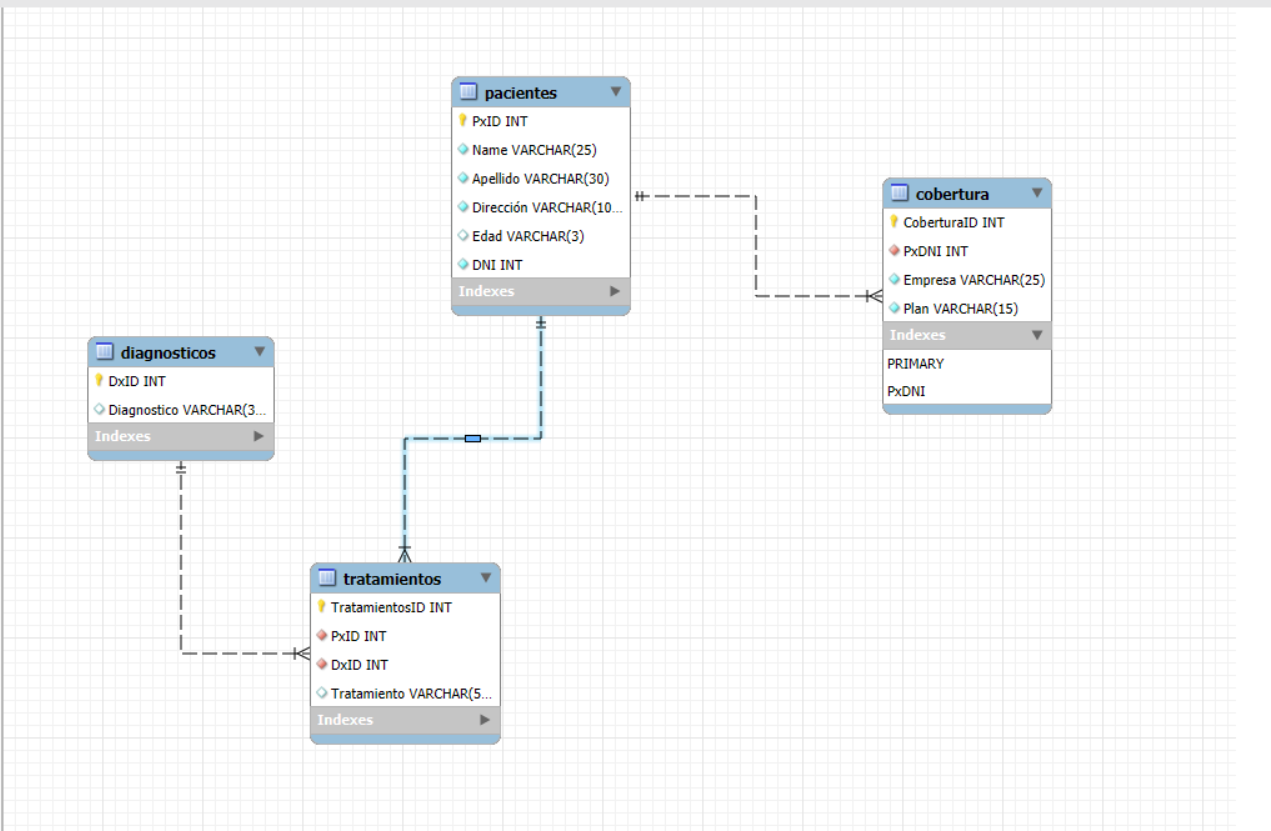 pacientes
PxID INT
Name VARCHAR(25)
Apellido VARCHAR(30)
Dirección VARCHAR(10...
Edad VARCHAR(3)
DNI INT
Indexes
cobertura
CoberturaID INT
PxDNI INT
Empresa VARCHAR(25)
Plan VARCHAR(15)
Indexes
PRIMARY
PxDNI
diagnosticos
DxID INT
Diagnostico VARCHAR(3...
Indexes
tratamientos
TratamientosID INT
PxID INT
DxID INT
Tratamiento VARCHAR(5...
Indexes